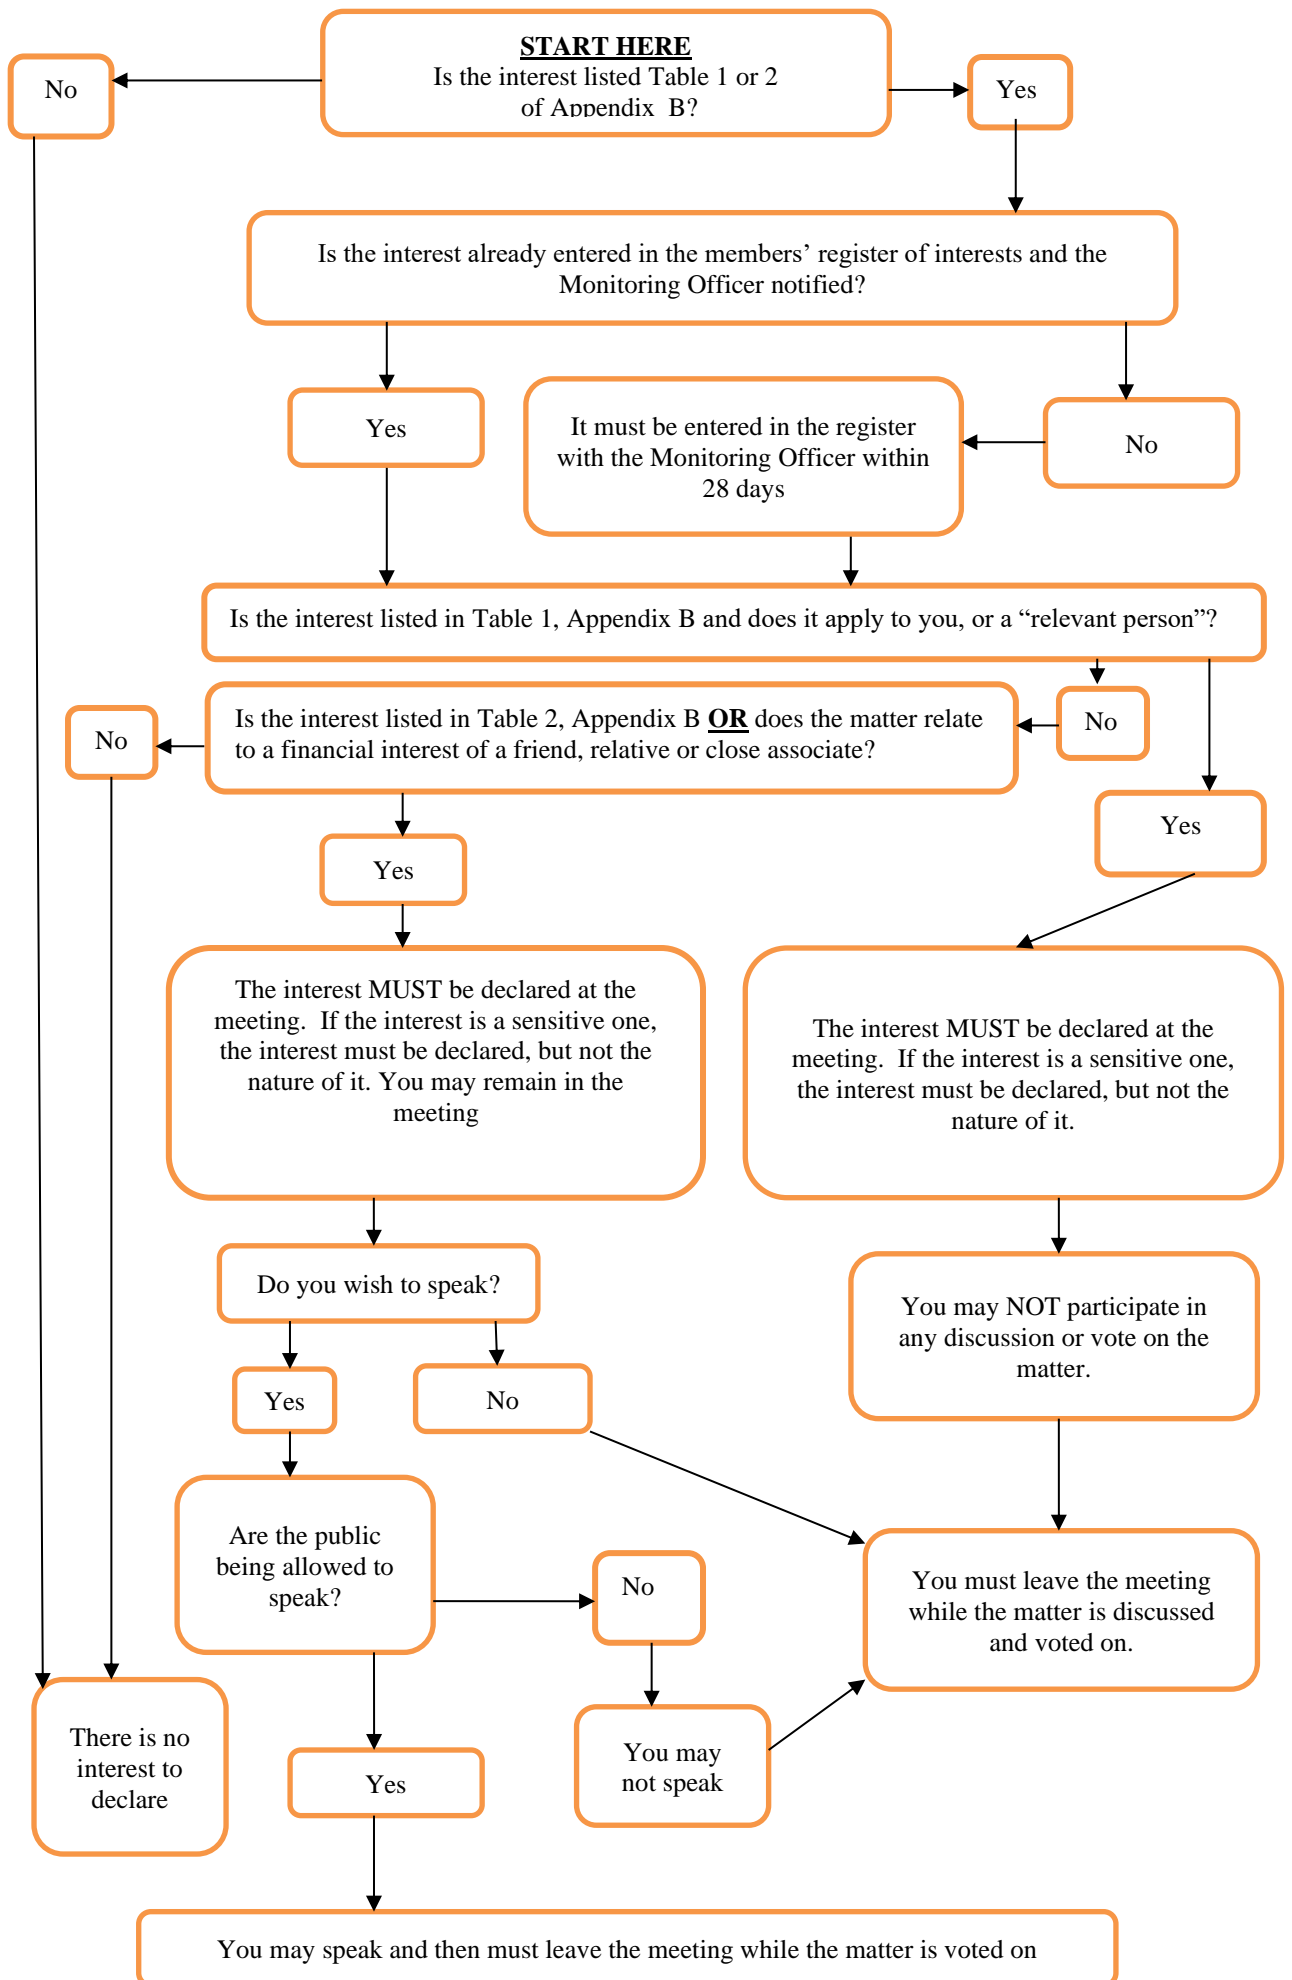 START HERE
Is the interest listed Table 1 or 2
of Appendix B?
No
Yes
Is the interest already entered in the members’ register of interests and the
Monitoring Officer notified?
Yes
It must be entered in the register
with the Monitoring Officer within
28 days
No
Is the interest listed in Table 1, Appendix B and does it apply to you, or a “relevant person”?
No
Is the interest listed in Table 2, Appendix B OR does the matter relate
to a financial interest of a friend, relative or close associate?
No
Yes
Yes
The interest MUST be declared at the
meeting. If the interest is a sensitive one,
the interest must be declared, but not the
nature of it. You may remain in the
meeting
The interest MUST be declared at the
meeting. If the interest is a sensitive one,
the interest must be declared, but not the
nature of it.
Do you wish to speak?
You may NOT participate in
any discussion or vote on the
matter.
Yes
No
Are the public
being allowed to
speak?
No
You must leave the meeting
while the matter is discussed
and voted on.
There is no
interest to
declare
Yes
You may
not speak
You may speak and then must leave the meeting while the matter is voted on